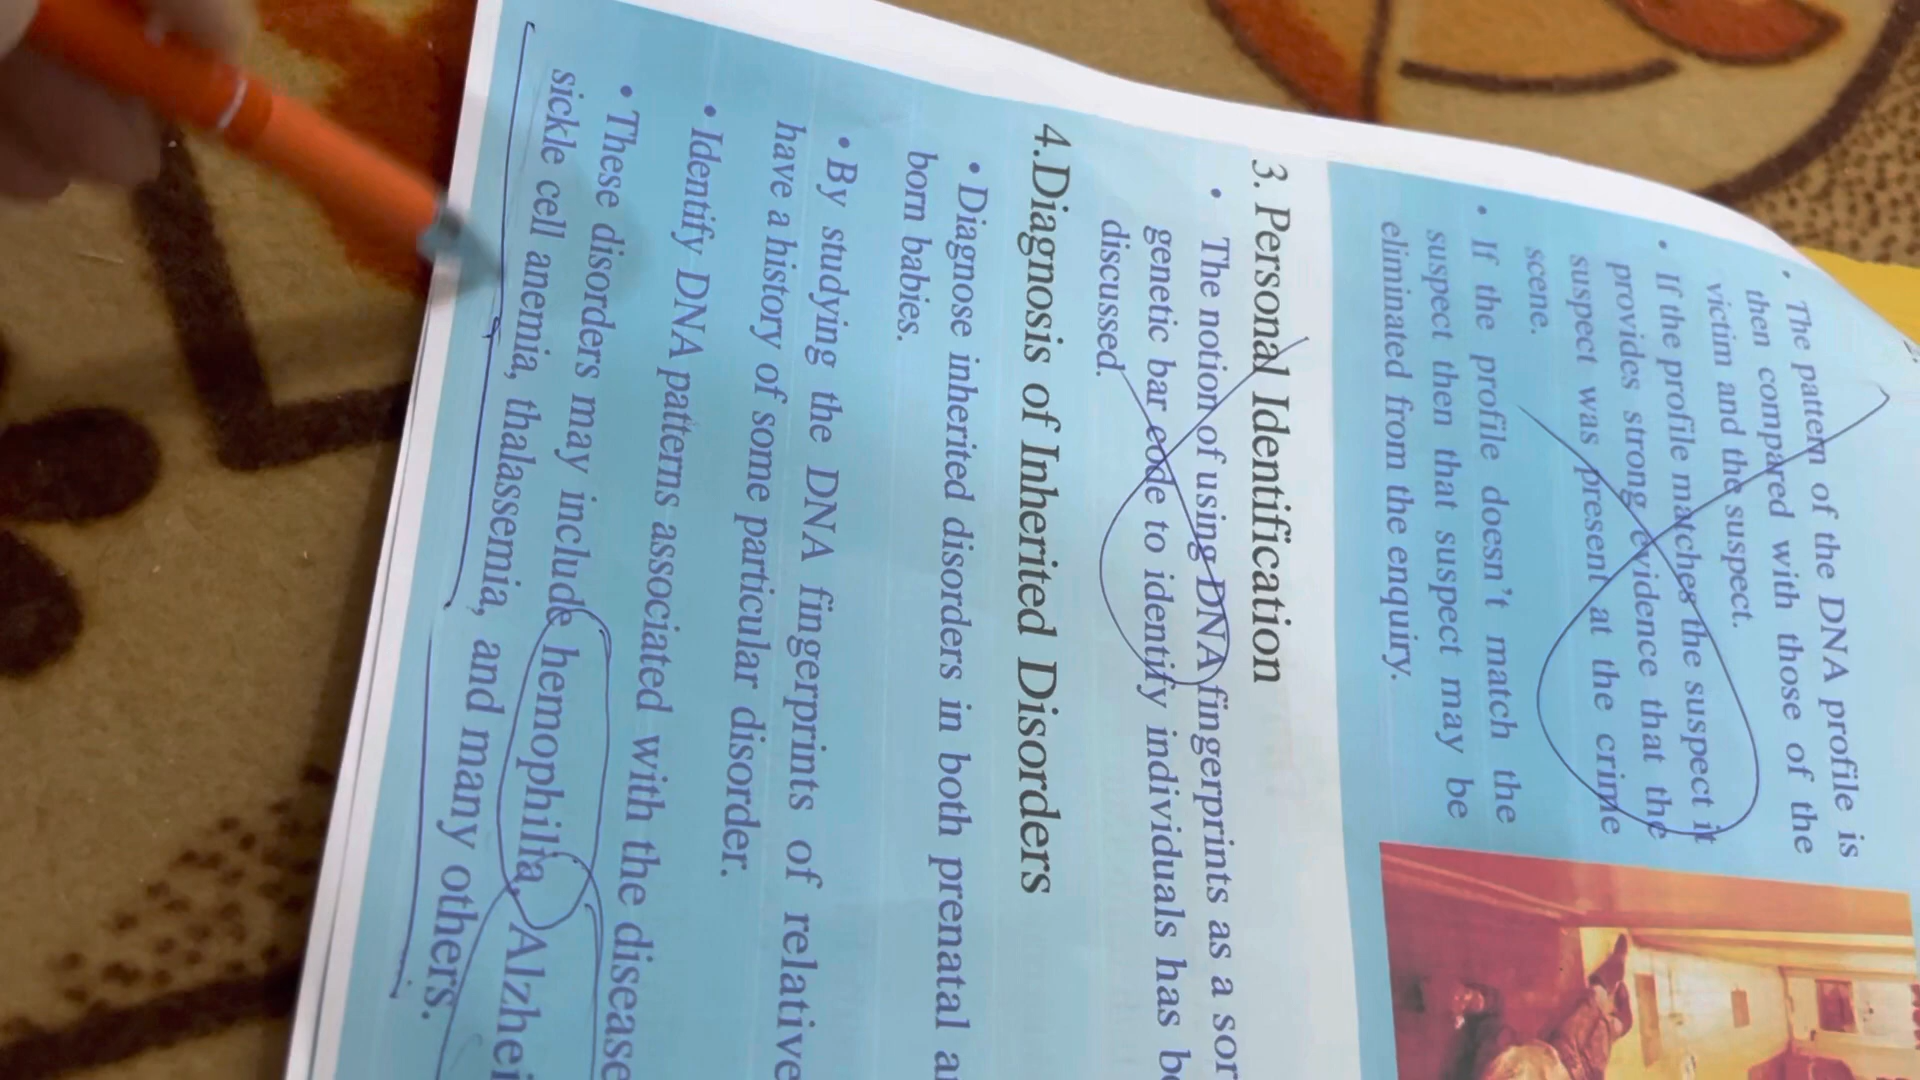 • The pattern of the DNA profile is
then compared with those of the
victim and the suspect.
• If the profile matches the suspect it
provides strong evidence that the
suspect was present at the crime
scene.
• If the profile doesn't match the
suspect then that suspect may be
eliminated from the enquiry.
3. Personal Identification
• The notion of using DNA fingerprints as a sor
genetic bar code to identify individuals has be
discussed.
4.Diagnosis of Inherited Disorders
• Diagnose inherited disorders in both prenatal a
born babies.
• By studying the DNA fingerprints of relative
have a history of some particular disorder.
• Identify DNA patterns associated with the disease
• These disorders may include hemophilia, Alzhei
sickle cell anemia, thalassemia, and many others.